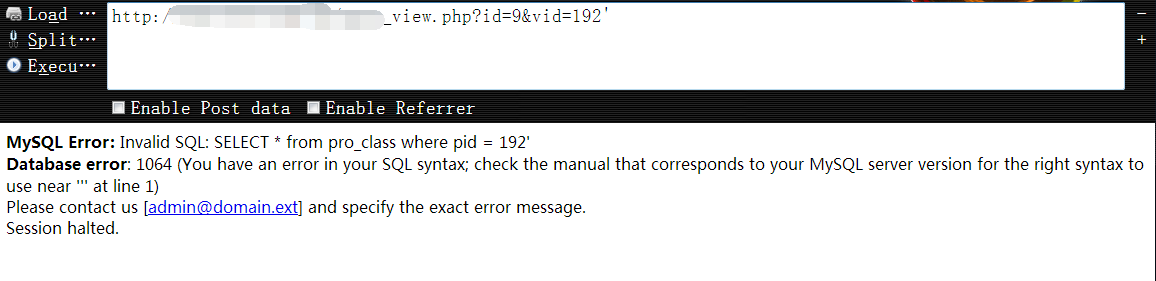 Load ···
Split···
Execu···
http:/ _view.php?id=9&vid=192'
−
+
Enable Post data Enable Referrer
MySQL Error: Invalid SQL: SELECT * from pro_class where pid = 192'
Database error: 1064 (You have an error in your SQL syntax; check the manual that corresponds to your MySQL server version for the right syntax to
use near ''' at line 1)
Please contact us [admin@domain.ext] and specify the exact error message.
Session halted.